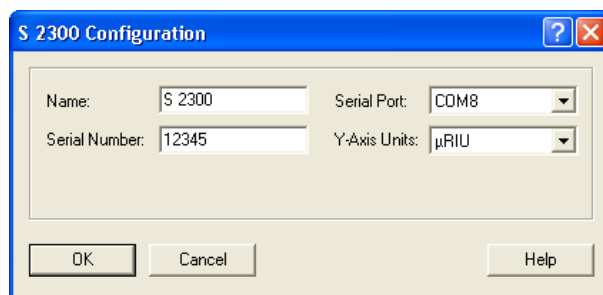 S 2300 Configuration
Name: S 2300 Serial Port: COM8
Serial Number: 12345 Y-Axis Units: µRIU
OK Cancel Help